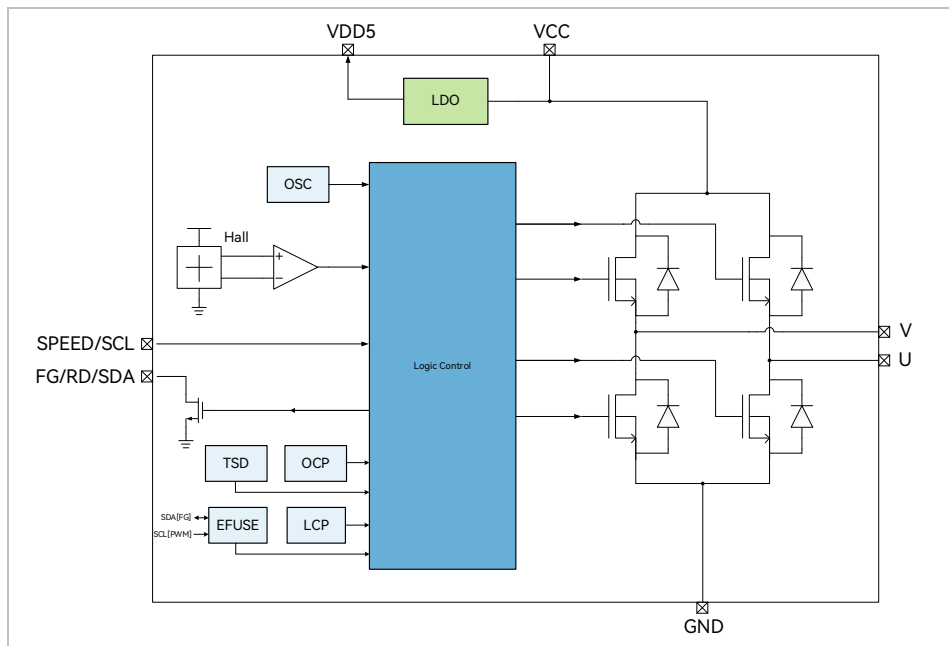 VDD5
VCC
LDO
OSC
Hall
+
−
SPEED/SCL
V
FG/RD/SDA
Logic Control
U
TSD
OCP
SDA[FG]
SCL[PWM]
EFUSE
LCP
GND